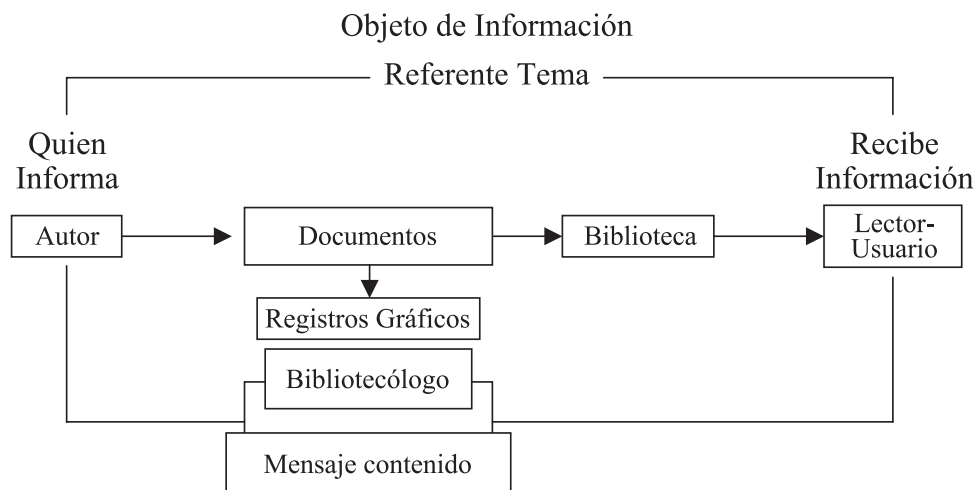 Objeto de Información
Referente Tema
Quien
Informa
Recibe
Información
Autor
Documentos
Biblioteca
Lector-
Usuario
Registros Gráficos
Bibliotecólogo
Mensaje contenido